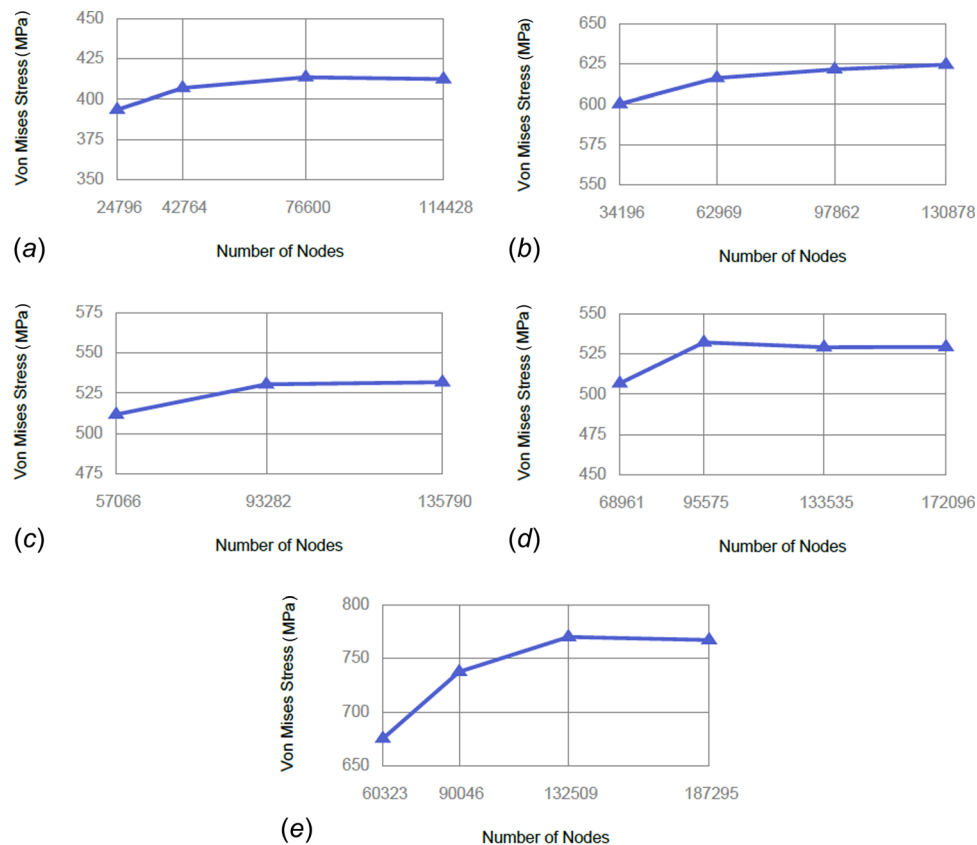 Von Mises Stress (MPa)
450
425
400
375
350
24796 42764 76600 114428
Number of Nodes
(a)
Von Mises Stress (MPa)
650
625
600
575
550
34196 62969 97862 130878
Number of Nodes
(b)
Von Mises Stress (MPa)
575
550
525
500
475
57066 93282 135790
Number of Nodes
(c)
Von Mises Stress (MPa)
550
525
500
475
450
68961 95575 133535 172096
Number of Nodes
(d)
Von Mises Stress (MPa)
800
750
700
650
60323 90046 132509 187295
Number of Nodes
(e)